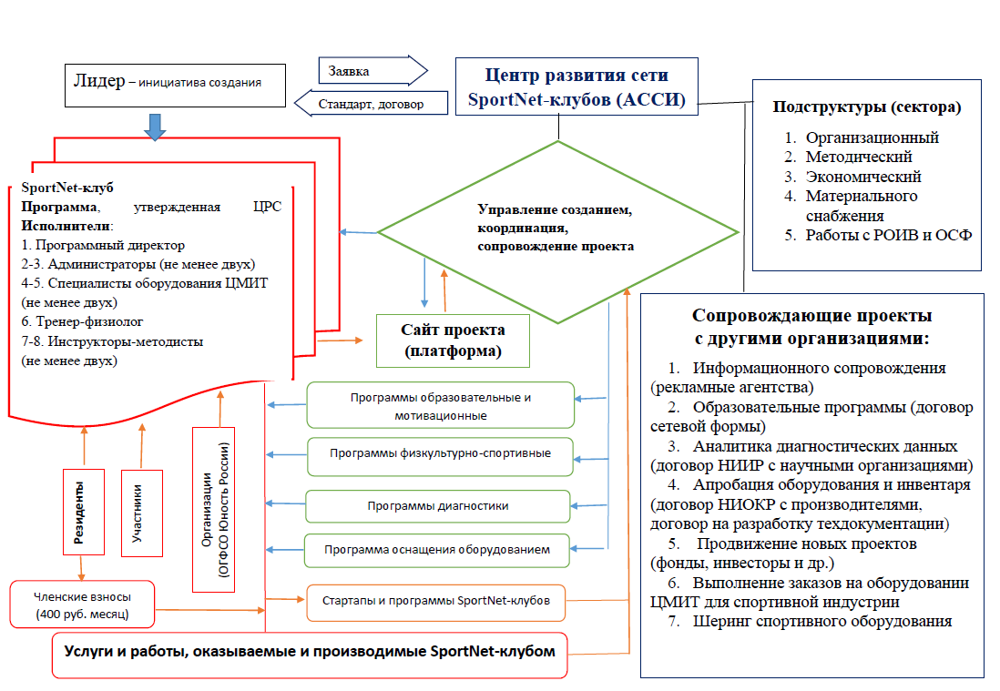 Лидер – инициатива создания
Заявка
Стандарт, договор
Центр развития сети
SportNet-клубов (АССИ)
Подструктуры (сектора)
1. Организационный
2. Методический
3. Экономический
4. Материального
снабжения
5. Работы с РОИВ и ОСФ
SportNet-клуб
Программа, утвержденная ЦРС
Исполнители:
1. Программный директор
2-3. Администраторы (не менее двух)
4-5. Специалисты оборудования ЦМИТ
(не менее двух)
6. Тренер-физиолог
7-8. Инструкторы-методисты
(не менее двух)
Управление созданием,
координация,
сопровождение проекта
Сайт проекта
(платформа)
Сопровождающие проекты
с другими организациями:
1. Информационного сопровождения
(рекламные агентства)
2. Образовательные программы (договор
сетевой формы)
3. Аналитика диагностических данных
(договор НИИР с научными организациями)
4. Апробация оборудования и инвентаря
(договор НИОКР с производителями,
договор на разработку техдокументации)
5. Продвижение новых проектов
(фонды, инвесторы и др.)
6. Выполнение заказов на оборудовании
ЦМИТ для спортивной индустрии
7. Шеринг спортивного оборудования
Программы образовательные и
мотивационные
Программы физкультурно-спортивные
Программы диагностики
Программа оснащения оборудованием
Стартапы и программы SportNet-клубов
Резиденты
Участники
Организации
(ОГФСО Юность России)
Членские взносы
(400 руб. месяц)
Услуги и работы, оказываемые и производимые SportNet-клубом